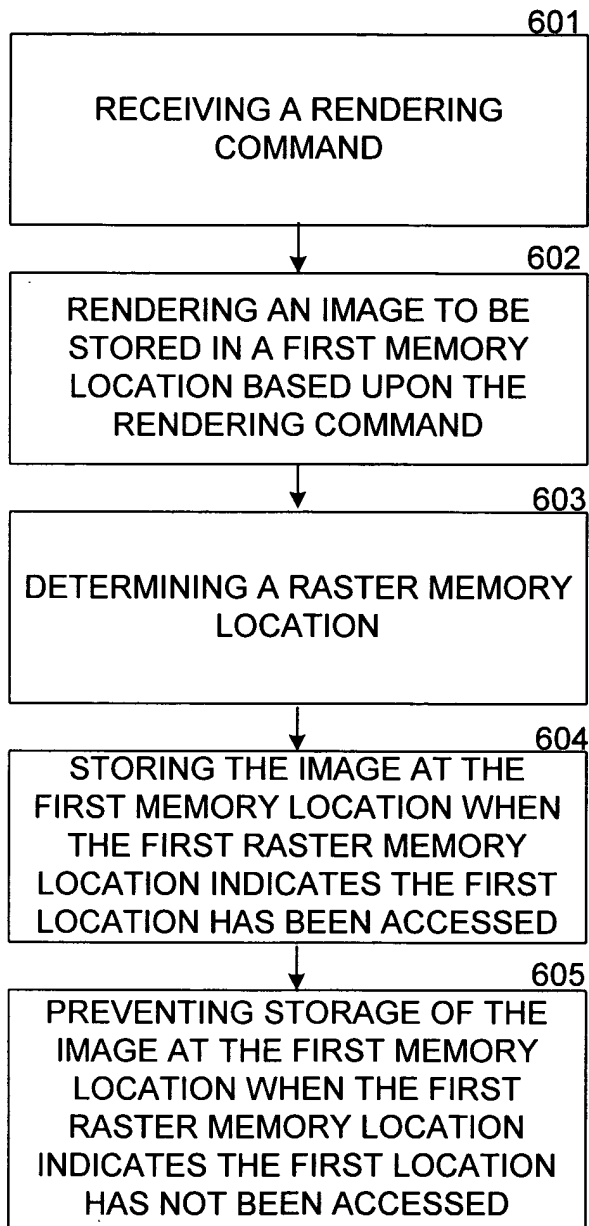 601
RECEIVING A RENDERING
COMMAND
602
RENDERING AN IMAGE TO BE
STORED IN A FIRST MEMORY
LOCATION BASED UPON THE
RENDERING COMMAND
603
DETERMINING A RASTER MEMORY
LOCATION
604
STORING THE IMAGE AT THE
FIRST MEMORY LOCATION WHEN
THE FIRST RASTER MEMORY
LOCATION INDICATES THE FIRST
LOCATION HAS BEEN ACCESSED
605
PREVENTING STORAGE OF THE
IMAGE AT THE FIRST MEMORY
LOCATION WHEN THE FIRST
RASTER MEMORY LOCATION
INDICATES THE FIRST LOCATION
HAS NOT BEEN ACCESSED